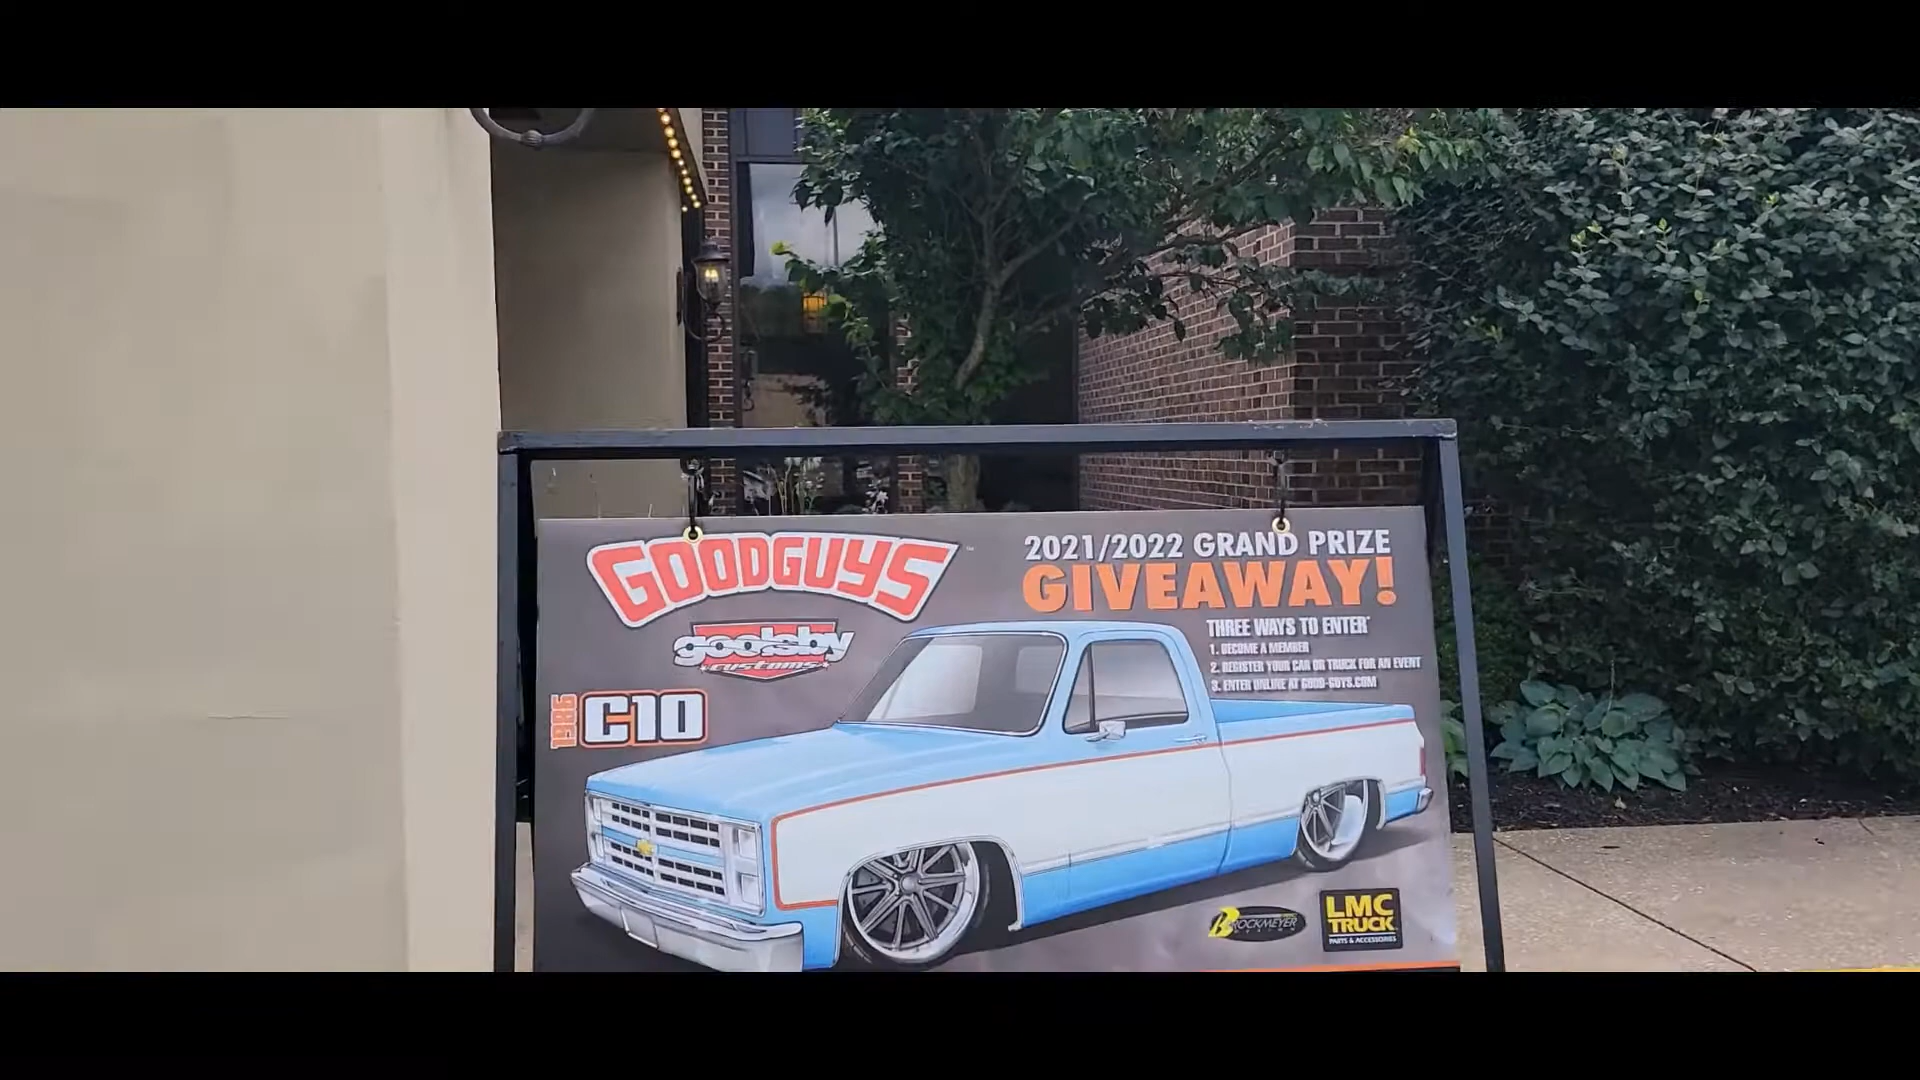 GOODGUYS
goolsby
customs
1986
C10
2021/2022 GRAND PRIZE
GIVEAWAY!
THREE WAYS TO ENTER*
1. BECOME A MEMBER
2. REGISTER YOUR CAR OR TRUCK FOR AN EVENT
3. ENTER ONLINE AT GOOD-GUYS.COM
BROCKMEYER
DESIGN
LMC
TRUCK
PARTS & ACCESSORIES